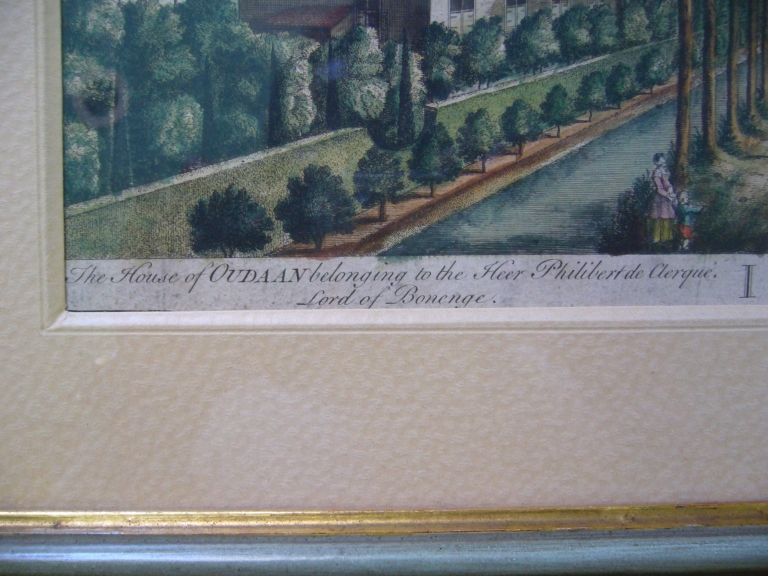 The House of OUDAAN belonging to the Heer Philibert de Clerque.
Lord of Bonenge.
I